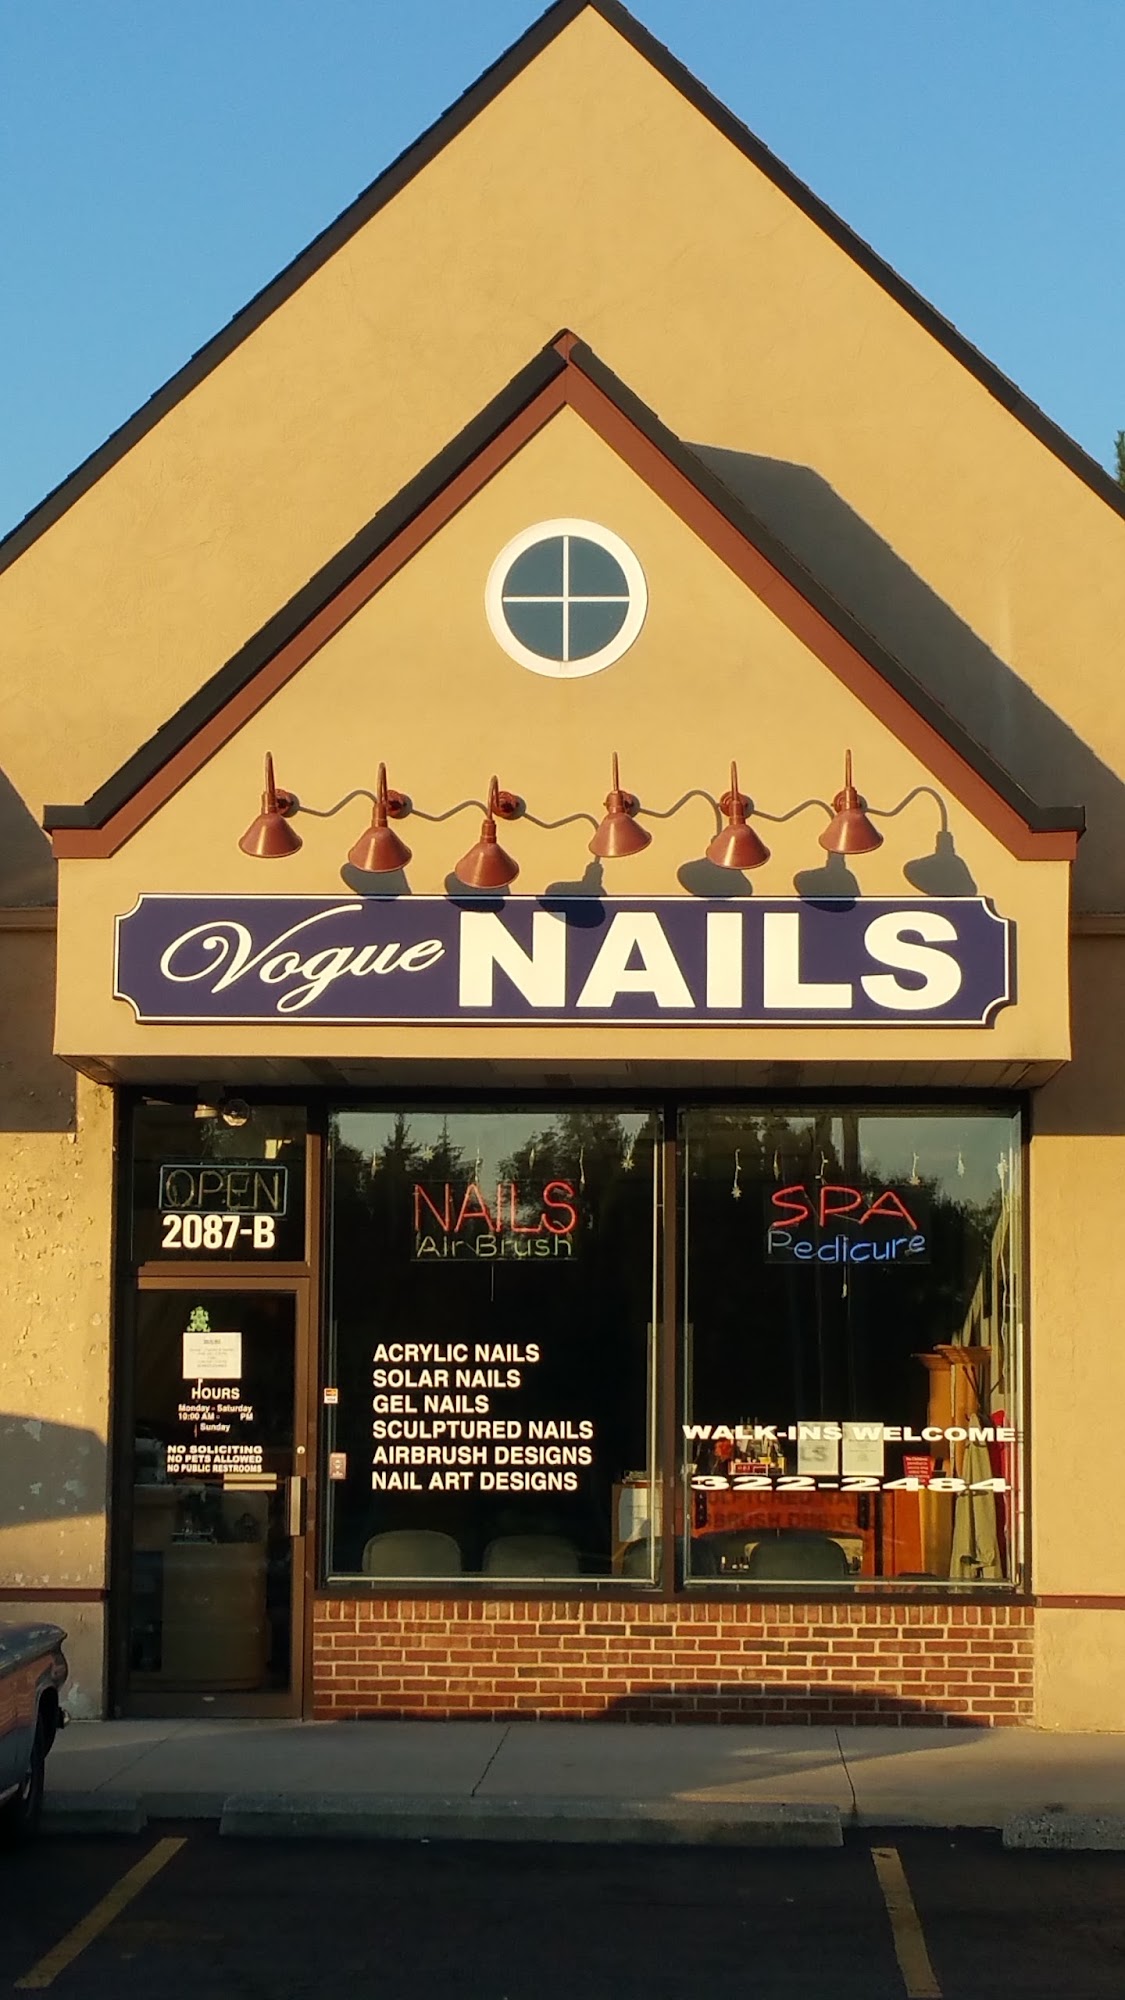 Vogue NAILS
OPEN
2087-B
NAILS
Air Brush
SPA
Pedicure
HOURS
Monday - Saturday
10:00 AM - PM
Sunday
NO SOLICITING
NO PETS ALLOWED
NO PUBLIC RESTROOMS
ACRYLIC NAILS
SOLAR NAILS
GEL NAILS
SCULPTURED NAILS
AIRBRUSH DESIGNS
NAIL ART DESIGNS
WALK-INS WELCOME
322-2484